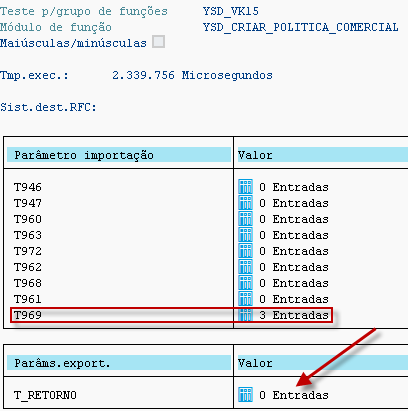 Teste p/grupo de funções YSD_VK15
Módulo de função YSD_CRIAR_POLITICA_COMERCIAL
Maiúsculas/minúsculas
Tmp.exec.: 2.339.756 Microsegundos
Sist.dest.RFC:
Parâmetro importação Valor
T946 0 Entradas
T947 0 Entradas
T960 0 Entradas
T963 0 Entradas
T972 0 Entradas
T962 0 Entradas
T968 0 Entradas
T961 0 Entradas
T969 3 Entradas
Parâms.export. Valor
T_RETORNO 0 Entradas